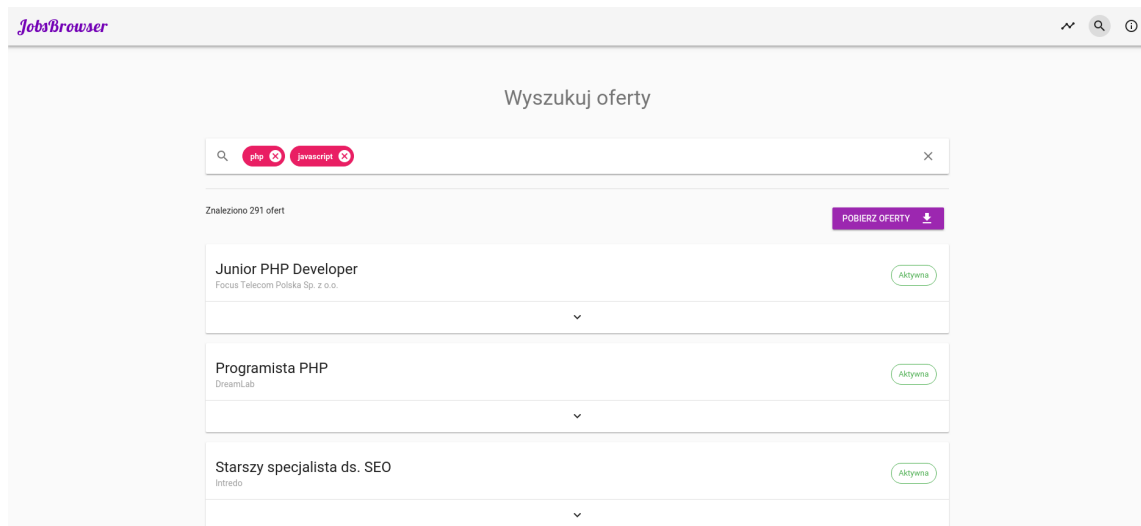 JobsBrowser
Wyszukuj oferty
php
javascript
Znaleziono 291 ofert
POBIERZ OFERTY
Junior PHP Developer
Focus Telecom Polska Sp. z o.o.
Aktywna
Programista PHP
DreamLab
Aktywna
Starszy specjalista ds. SEO
Intredo
Aktywna